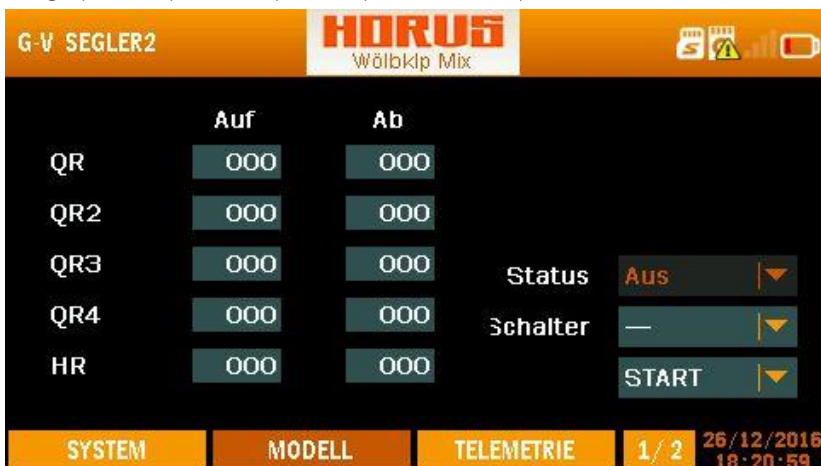 G-V SEGLER2
HORUS
Wölbklp Mix
Auf Ab
QR 000 000
QR2 000 000
QR3 000 000
QR4 000 000
HR 000 000
Status Aus
Schalter —
START
SYSTEM MODELL TELEMETRIE 1/2 26/12/2016
18:20:59